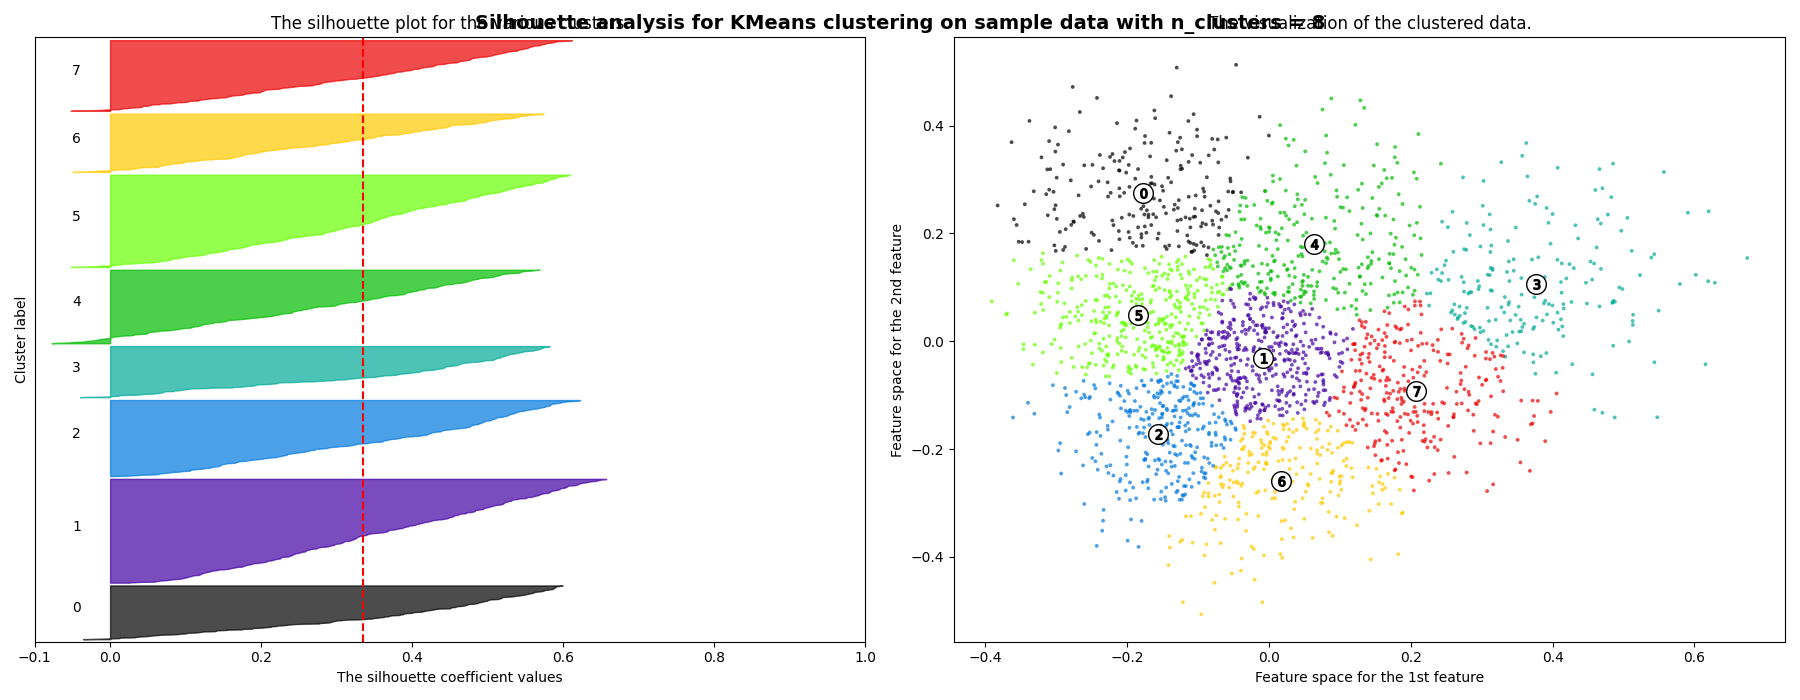 Silhouette analysis for KMeans clustering on sample data with n_clusters = 8
The silhouette plot for the various clusters.
7
6
5
4
3
2
1
0
Cluster label
−0.1 0.0 0.2 0.4 0.6 0.8 1.0
The silhouette coefficient values
The visualization of the clustered data.
0.4
0.2
0.0
−0.2
−0.4
Feature space for the 2nd feature
0
4
3
5
1
7
2
6
−0.4 −0.2 0.0 0.2 0.4 0.6
Feature space for the 1st feature